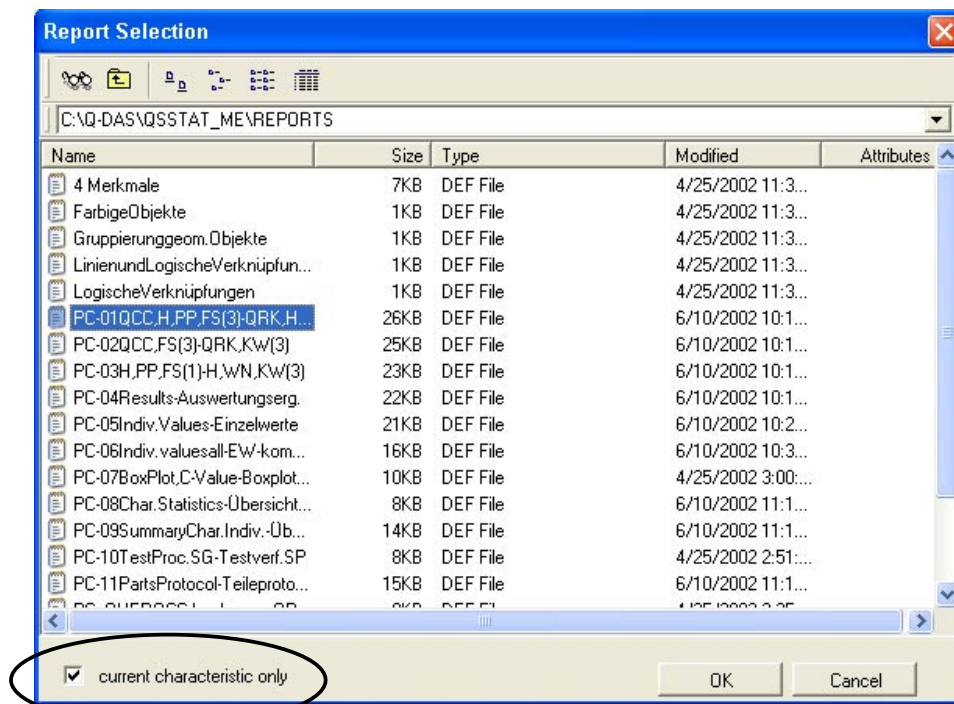 Report Selection
C:\Q-DAS\QSSTAT_ME\REPORTS
Name Size Type Modified Attributes
4 Merkmale 7KB DEF File 4/25/2002 11:3...
FarbigeObjekte 1KB DEF File 4/25/2002 11:3...
Gruppierunggeom.Objekte 1KB DEF File 4/25/2002 11:3...
LinienundLogischeVerknüpfun... 1KB DEF File 4/25/2002 11:3...
LogischeVerknüpfungen 1KB DEF File 4/25/2002 11:3...
PC-01QCC,H,PP,FS(3)-QRK,H... 26KB DEF File 6/10/2002 10:1...
PC-02QCC,FS(3)-QRK,KW(3) 25KB DEF File 6/10/2002 10:1...
PC-03H,PP,FS(1)-H,WN,KW(3) 23KB DEF File 6/10/2002 10:1...
PC-04Results-Auswertungserg. 22KB DEF File 6/10/2002 10:1...
PC-05Indiv.Values-Einzelwerte 21KB DEF File 6/10/2002 10:2...
PC-06Indiv.valuesall-EW-kom... 16KB DEF File 6/10/2002 10:3...
PC-07BoxPlot,C-Value-Boxplot... 10KB DEF File 4/25/2002 3:00:...
PC-08Char.Statistics-Übersicht... 8KB DEF File 6/10/2002 11:1...
PC-09SummaryChar.Indiv.-Üb... 14KB DEF File 6/10/2002 11:1...
PC-10TestProc.SG-Testverf.SP 8KB DEF File 4/25/2002 2:51:...
PC-11PartsProtocol-Teileproto... 15KB DEF File 6/10/2002 11:1...
current characteristic only OK Cancel